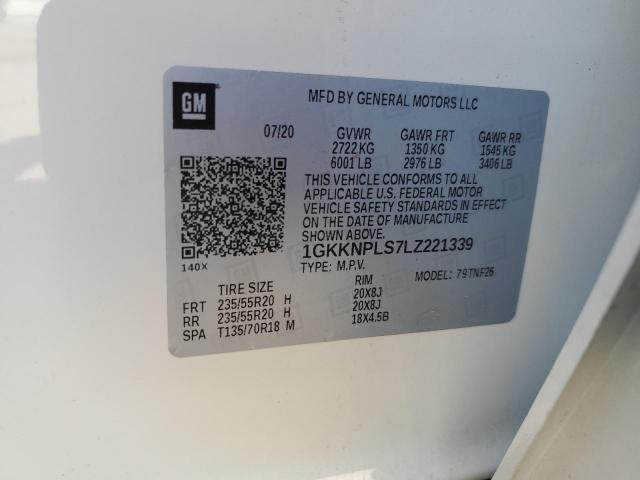 GM
MFD BY GENERAL MOTORS LLC
07/20 GVWR GAWR FRT GAWR RR
2722 KG 1350 KG 1545 KG
6001 LB 2976 LB 3406 LB
THIS VEHICLE CONFORMS TO ALL
APPLICABLE U.S. FEDERAL MOTOR
VEHICLE SAFETY STANDARDS IN EFFECT
ON THE DATE OF MANUFACTURE
SHOWN ABOVE.
1GKKNPLS7LZ221339
140X
TYPE: M.P.V. MODEL: 79TNF26
TIRE SIZE RIM
FRT 235/55R20 H 20X8J
RR 235/55R20 H 20X8J
SPA T135/70R18 M 18X4.5B